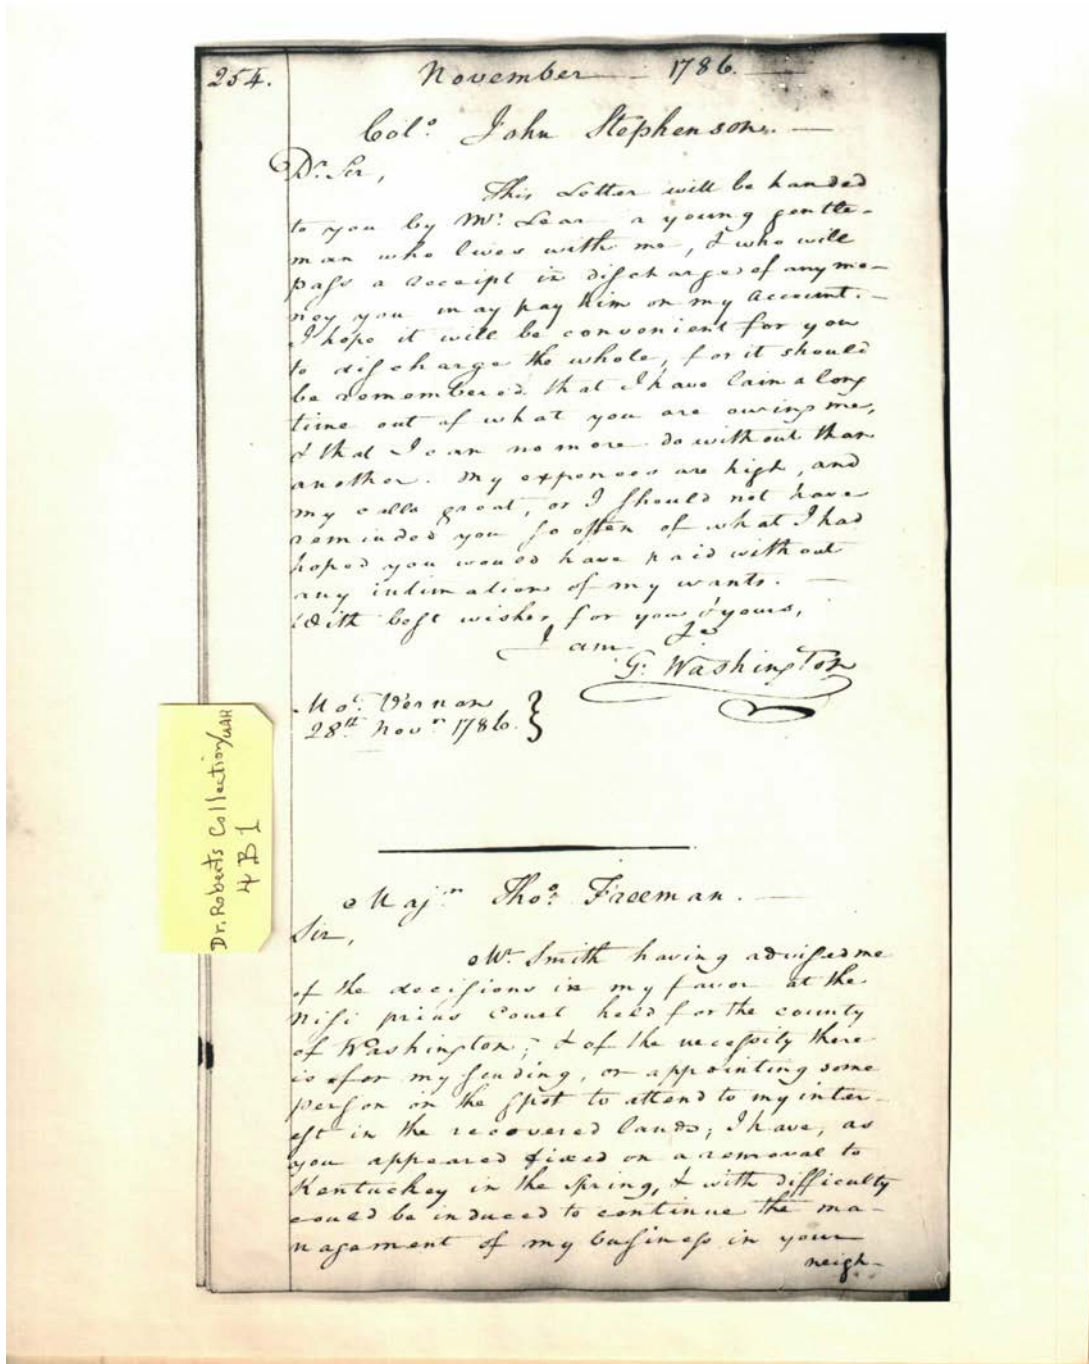 254.
November 1786.
Colo. John Stephenson. —
Dr. Sir,
This Letter will be handed
to you by Mr. Lear a young gentle-
man who lives with me, & who will
pass a receipt in discharge of any mo-
ney you may pay him on my account. —
I hope it will be convenient for you
to discharge the whole, for it should
be remembered that I have lain a long
time out of what you are owing me,
& that I can no more do without than
another. My expences are high, and
my calls great, or I should not have
reminded you so often of what I had
hoped you would have paid without
any intimation of my wants. —
With best wishes for you & yours,
I am &c
G: Washington
Mot. Vernon
28th. Novr. 1786. }
Dr. Roberts Collection/UAH
4B1
Majr. Thos. Freeman. —
Sir,
Mr. Smith having advised me
of the decisions in my favor at the
Nisi prius Court held for the county
of Washington; & of the necessity there
is for my sending, or appointing some
person on the spot to attend to my inter-
est in the recovered lands; I have, as
you appeared fixed on a removal to
Kentuckey in the spring, & with difficulty
could be induced to continue the ma-
nagement of my business in your
neigh-